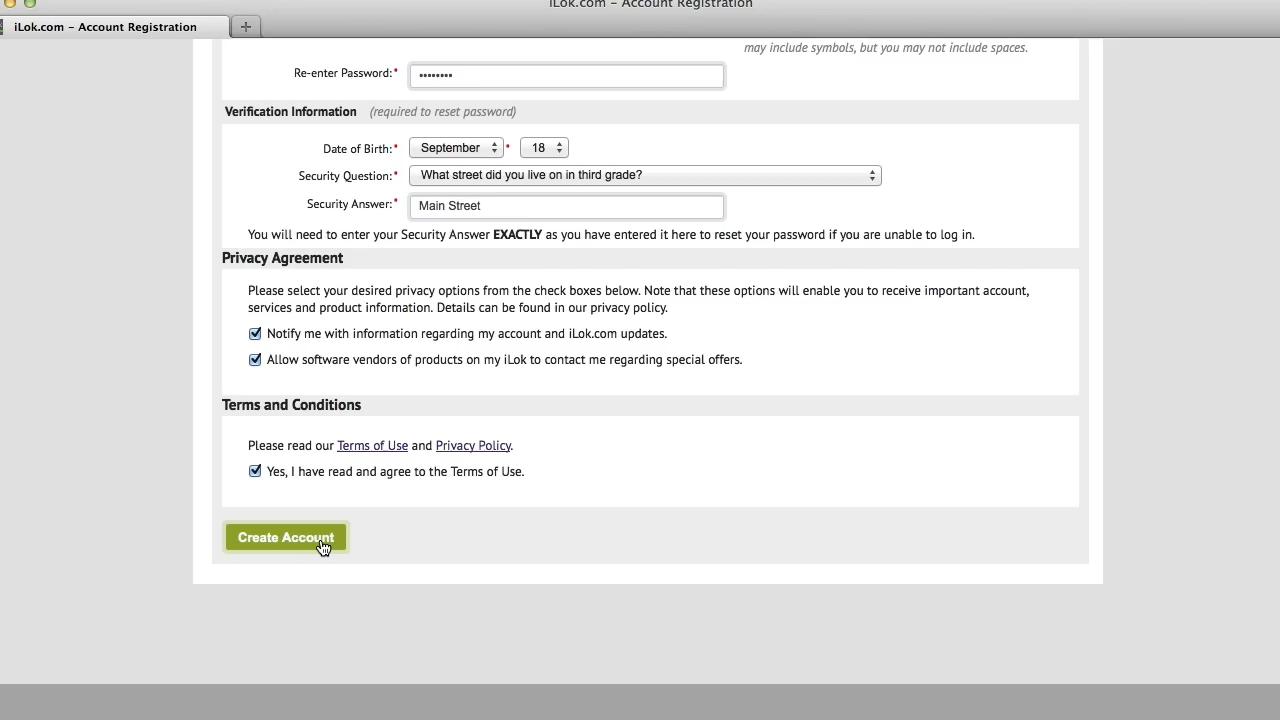 iLok.com – Account Registration
iLok.com – Account Registration
may include symbols, but you may not include spaces.
Re-enter Password:*
Verification Information (required to reset password)
Date of Birth:* September * 18
Security Question:* What street did you live on in third grade?
Security Answer:* Main Street
You will need to enter your Security Answer EXACTLY as you have entered it here to reset your password if you are unable to log in.
Privacy Agreement
Please select your desired privacy options from the check boxes below. Note that these options will enable you to receive important account,
services and product information. Details can be found in our privacy policy.
Notify me with information regarding my account and iLok.com updates.
Allow software vendors of products on my iLok to contact me regarding special offers.
Terms and Conditions
Please read our Terms of Use and Privacy Policy.
Yes, I have read and agree to the Terms of Use.
Create Account